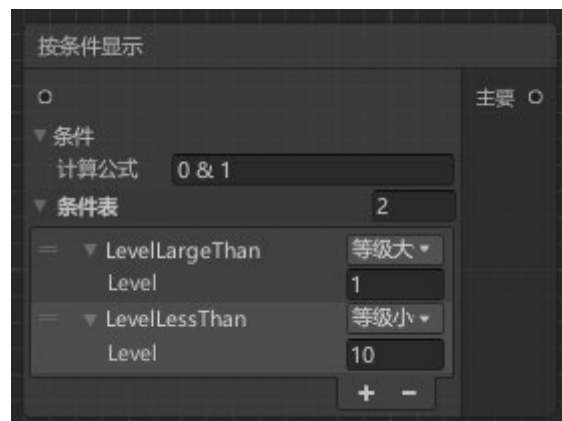 按条件显示
主要
条件
计算公式 0 & 1
条件表 2
LevelLargeThan 等级大
Level 1
LevelLessThan 等级小
Level 10
+ −